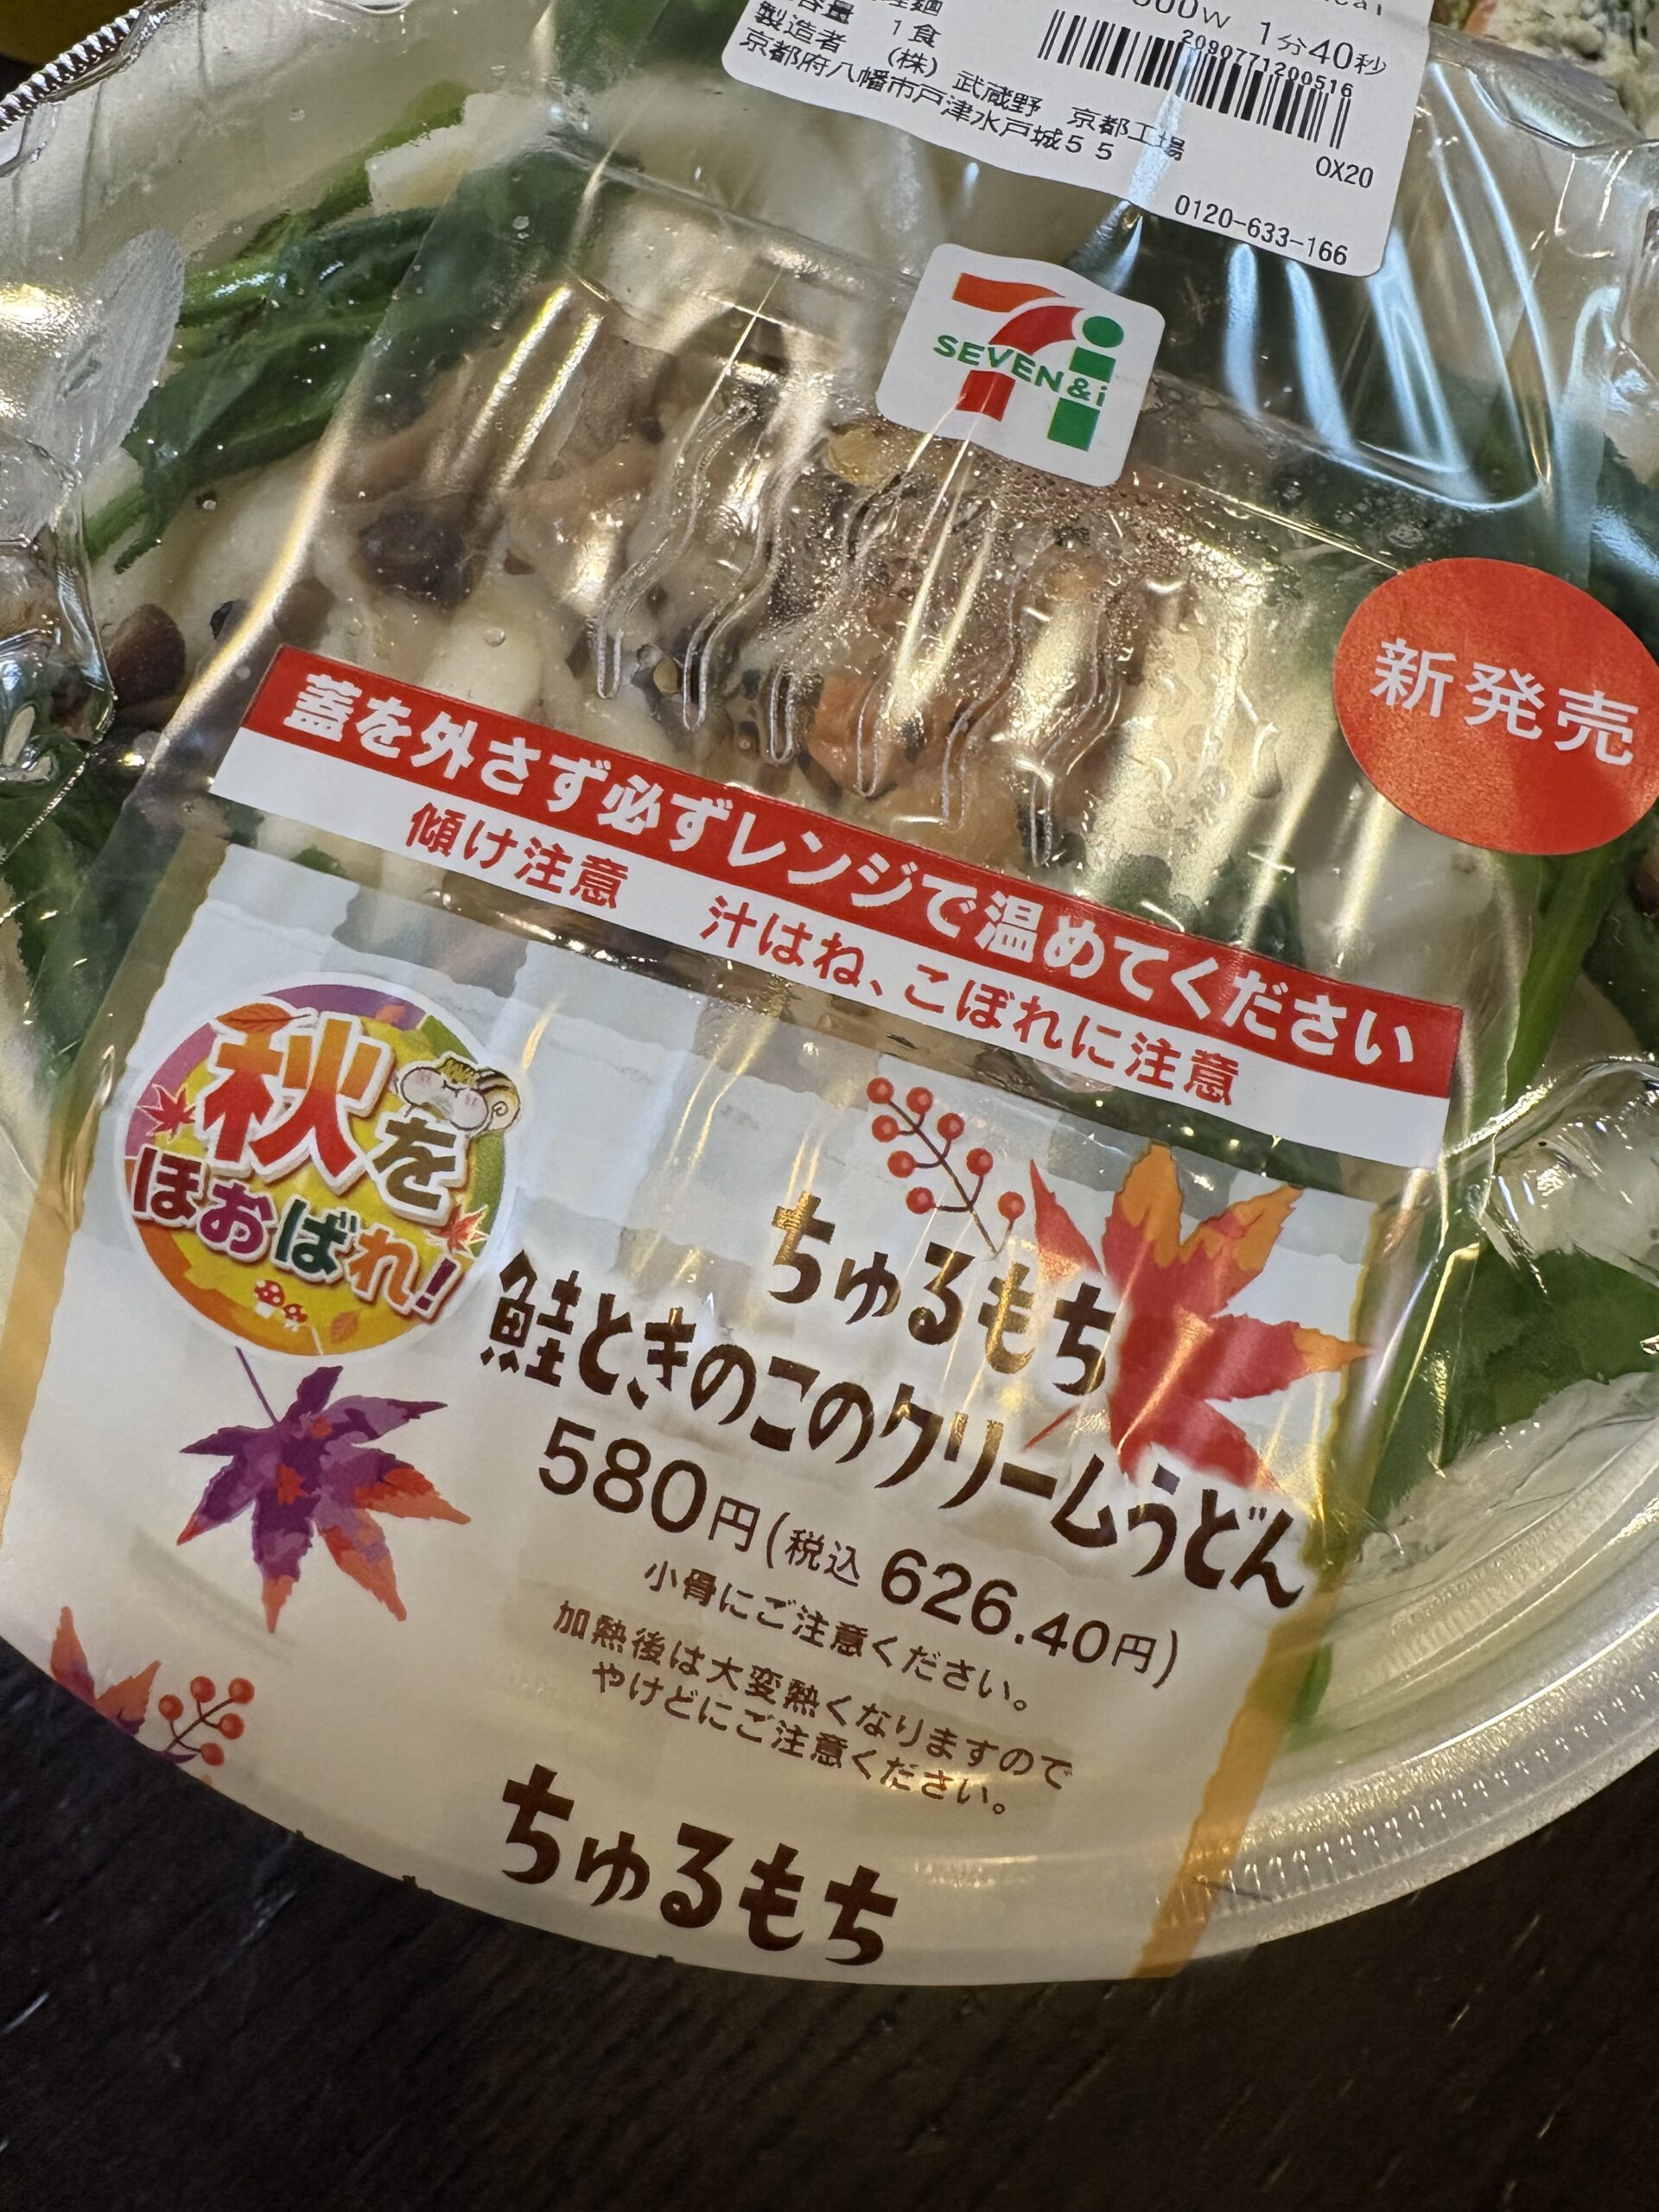 1分40秒
2090771200516
容量 1食
製造者 (株) 武蔵野 京都工場
京都府八幡市戸津水戸城55
OX20
0120-633-166
SEVEN&i
新発売
蓋を外さず必ずレンジで温めてください
傾け注意 汁はね、こぼれに注意
秋を
ほおばれ!
ちゅるもち
鮭ときのこのクリームうどん
580円(税込 626.40円)
小骨にご注意ください。
加熱後は大変熱くなりますので
やけどにご注意ください。
ちゅるもち